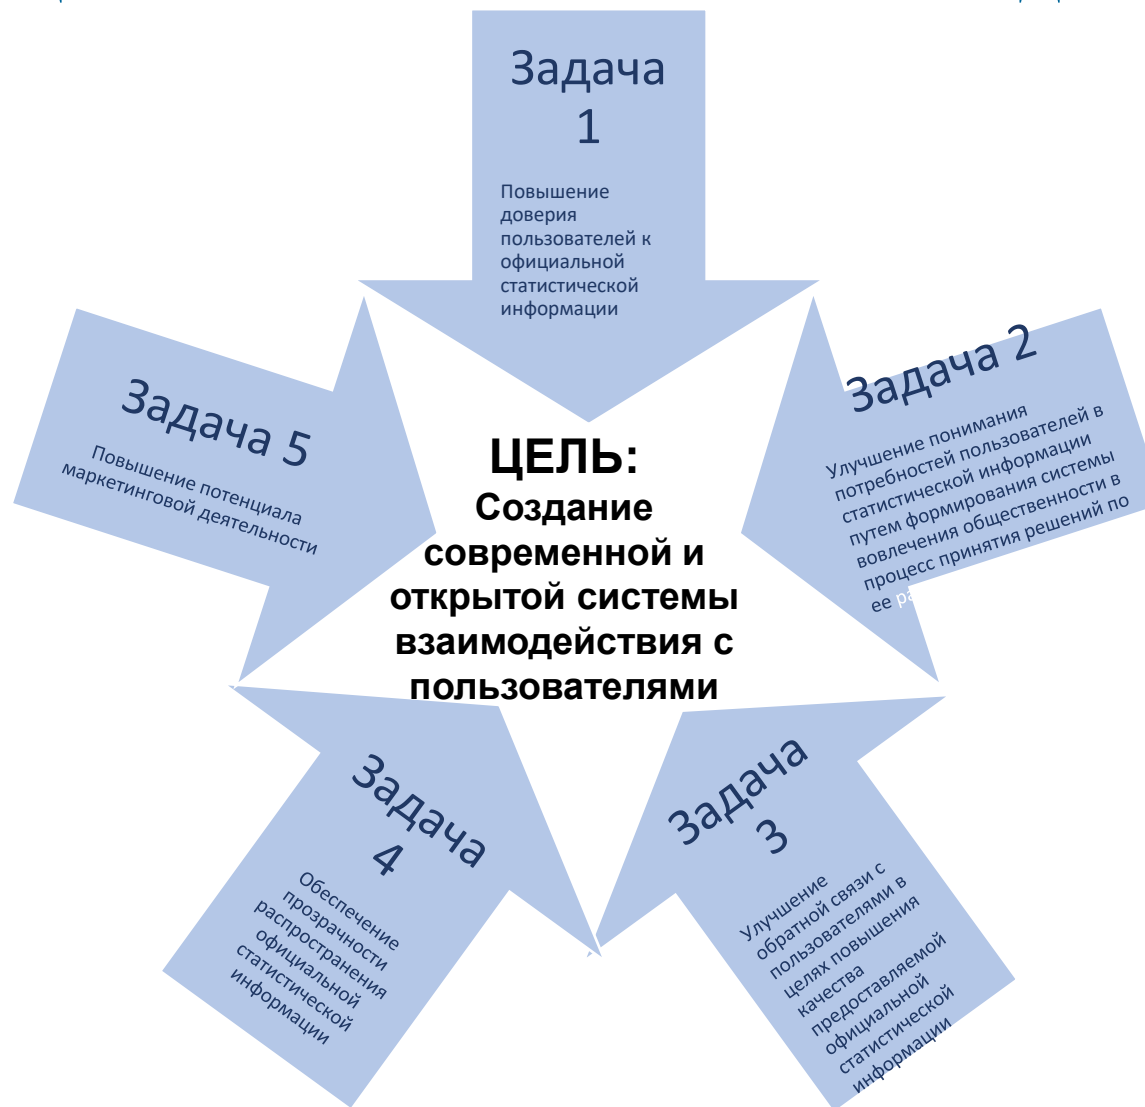 Задача
1
Повышение
доверия
пользователей к
официальной
статистической
информации
Задача 2
Улучшение понимания
потребностей пользователей в
статистической информации
путем формирования системы
вовлечения общественности в
процесс принятия решений по
ее
Задача
3
Улучшение
обратной связи с
пользователями в
целях повышения
качества
предоставляемой
официальной
статистической
информации
Задача
4
Обеспечение
прозрачности
распространения
официальной
статистической
информации
Задача 5
Повышение потенциала
маркетинговой деятельности
ЦЕЛЬ:
Создание
современной и
открытой системы
взаимодействия с
пользователями